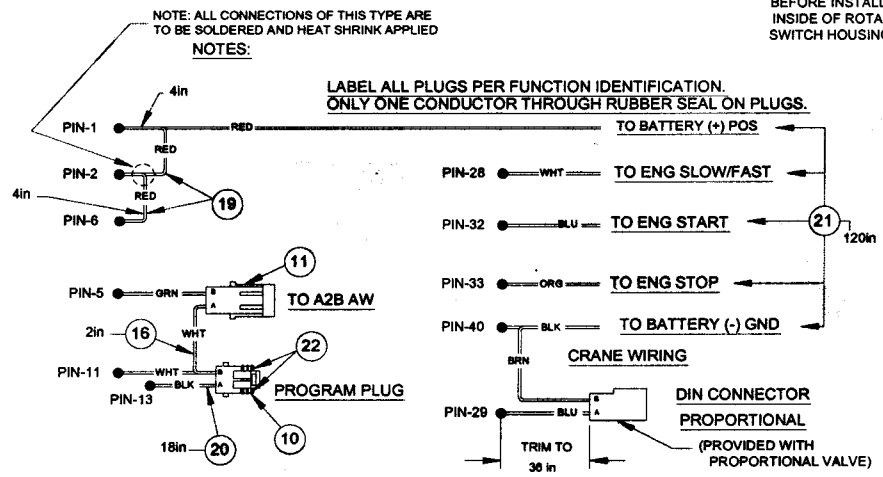 NOTE: ALL CONNECTIONS OF THIS TYPE ARE
TO BE SOLDERED AND HEAT SHRINK APPLIED
NOTES:
BEFORE INSTALL
INSIDE OF ROTA
SWITCH HOUSING
LABEL ALL PLUGS PER FUNCTION IDENTIFICATION.
ONLY ONE CONDUCTOR THROUGH RUBBER SEAL ON PLUGS.
4in
PIN-1
RED
TO BATTERY (+) POS
RED
PIN-2
RED
4in
19
PIN-6
PIN-28
WHT
TO ENG SLOW/FAST
PIN-32
BLU
TO ENG START
21
120in
PIN-33
ORG
TO ENG STOP
PIN-40
BLK
TO BATTERY (-) GND
CRANE WIRING
BRN
11
PIN-5
GRN
B
A
TO A2B AW
2in
16
WHT
22
PIN-11
WHT
B
PIN-13
BLK
A
PROGRAM PLUG
18in
20
10
PIN-29
BLU
B
A
DIN CONNECTOR
PROPORTIONAL
(PROVIDED WITH
PROPORTIONAL VALVE)
TRIM TO
36 in